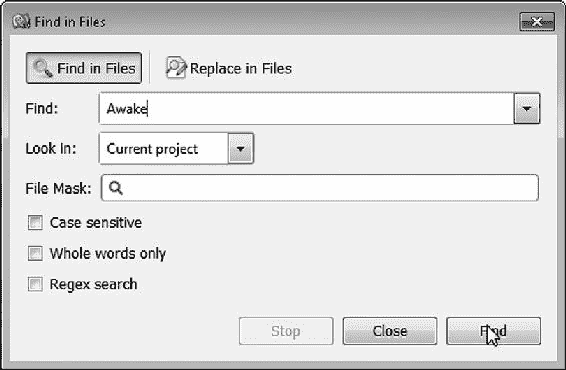 Find in Files
Find in Files Replace in Files
Find: Awake
Look In: Current project
File Mask:
Case sensitive
Whole words only
Regex search
Stop Close Find